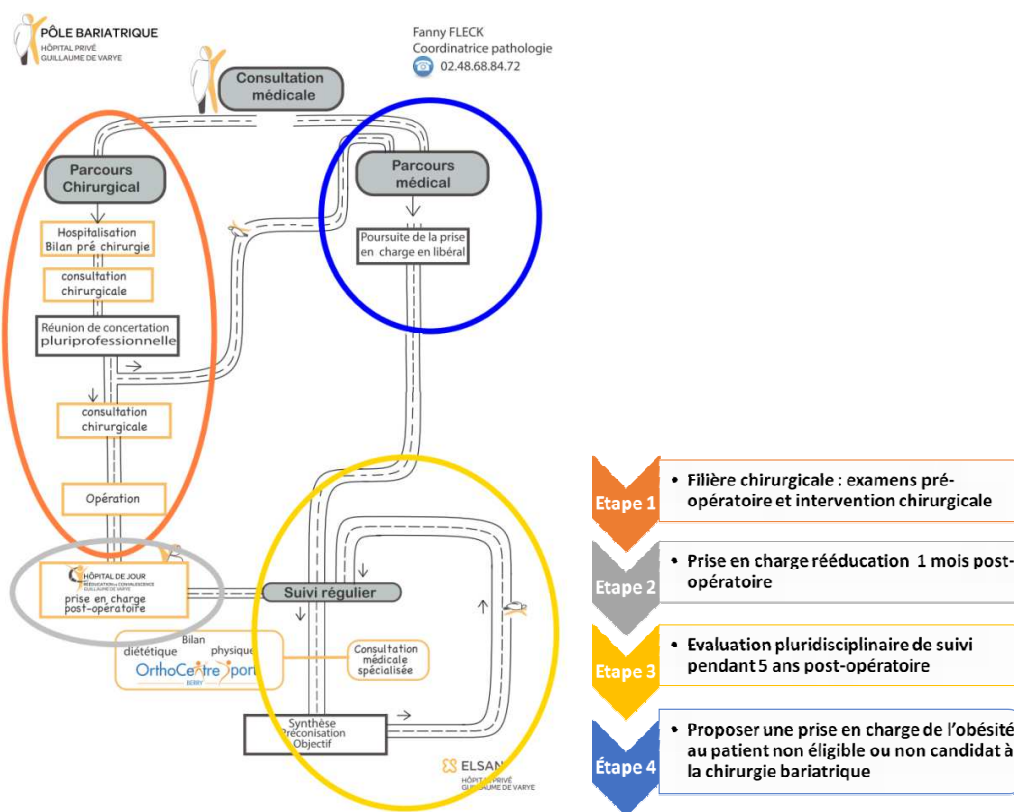 PÔLE BARIATRIQUE
HÔPITAL PRIVÉ
GUILLAUME DE VARYE
Fanny FLECK
Coordinatrice pathologie
02.48.68.84.72
Consultation
médicale
Parcours
Chirurgical
Hospitalisation
Bilan pré chirurgie
consultation
chirurgicale
Réunion de concertation
pluriprofessionnelle
consultation
chirurgicale
Opération
HÔPITAL DE JOUR
RÉÉDUCATION & CONVALESCENCE
GUILLAUME DE VARYE
prise en charge
post-opératoire
Parcours
médical
Poursuite de la prise
en charge en libéral
Suivi régulier
Bilan
diététique physique
OrthoCentre Sport
BERRY
Consultation
médicale
spécialisée
Synthèse
Préconisation
Objectif
ELSAN
HÔPITAL PRIVÉ
GUILLAUME DE VARYE
Etape 1
• Filière chirurgicale : examens pré-
opératoire et intervention chirurgicale
Etape 2
• Prise en charge rééducation 1 mois post-
opératoire
Etape 3
• Evaluation pluridisciplinaire de suivi
pendant 5 ans post-opératoire
Étape 4
• Proposer une prise en charge de l'obésité
au patient non éligible ou non candidat à
la chirurgie bariatrique